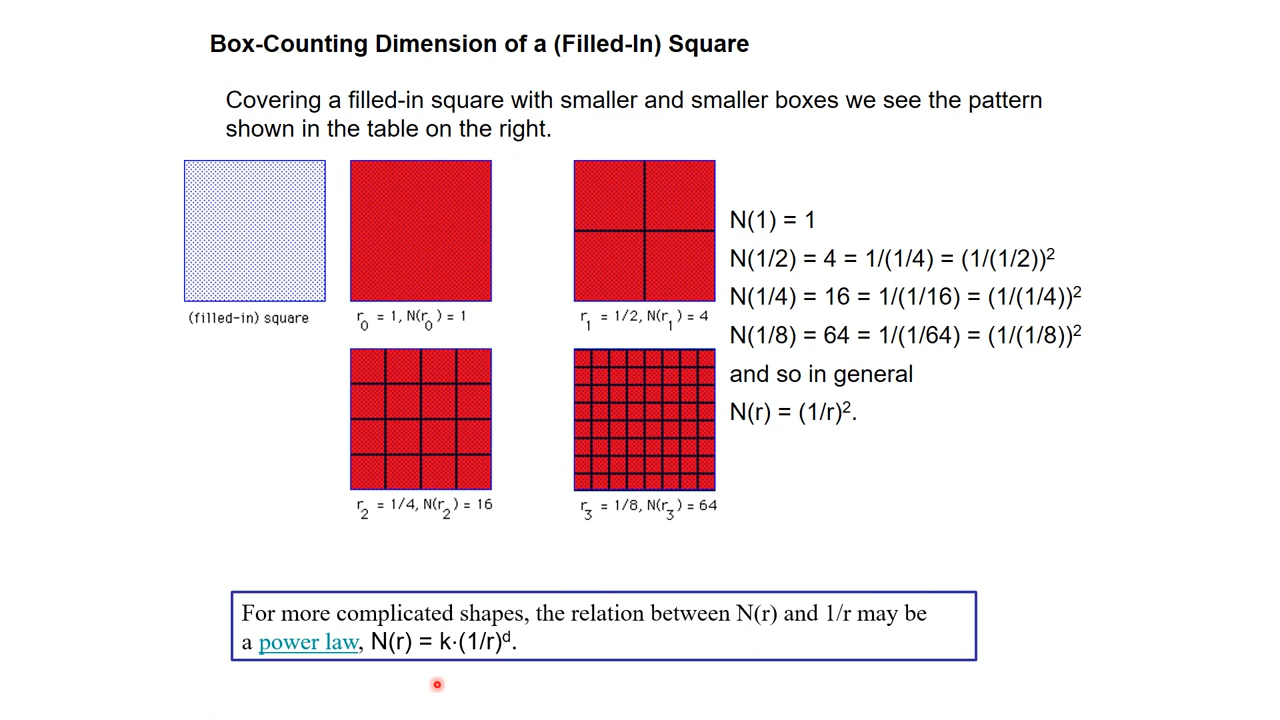 Box-Counting Dimension of a (Filled-In) Square
Covering a filled-in square with smaller and smaller boxes we see the pattern
shown in the table on the right.
(filled-in) square
r₀ = 1, N(r₀) = 1
r₁ = 1/2, N(r₁) = 4
r₂ = 1/4, N(r₂) = 16
r₃ = 1/8, N(r₃) = 64
N(1) = 1
N(1/2) = 4 = 1/(1/4) = (1/(1/2))²
N(1/4) = 16 = 1/(1/16) = (1/(1/4))²
N(1/8) = 64 = 1/(1/64) = (1/(1/8))²
and so in general
N(r) = (1/r)².
For more complicated shapes, the relation between N(r) and 1/r may be
a power law, N(r) = k·(1/r)ᵈ.